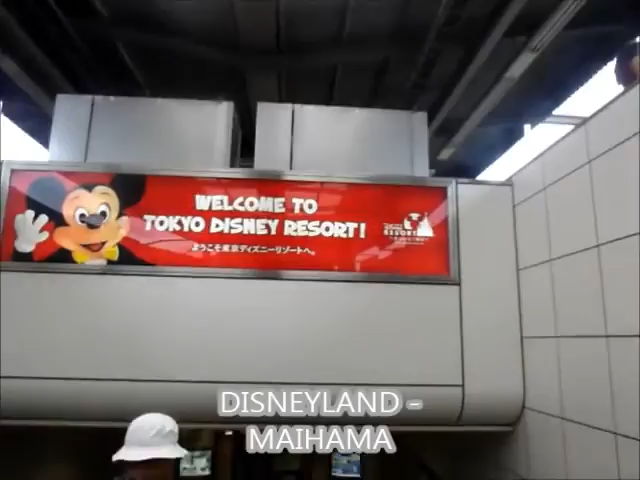 WELCOME TO
TOKYO DISNEY RESORT!
ようこそ東京ディズニーリゾートへ。
RESORT
DISNEYLAND –
MAIHAMA